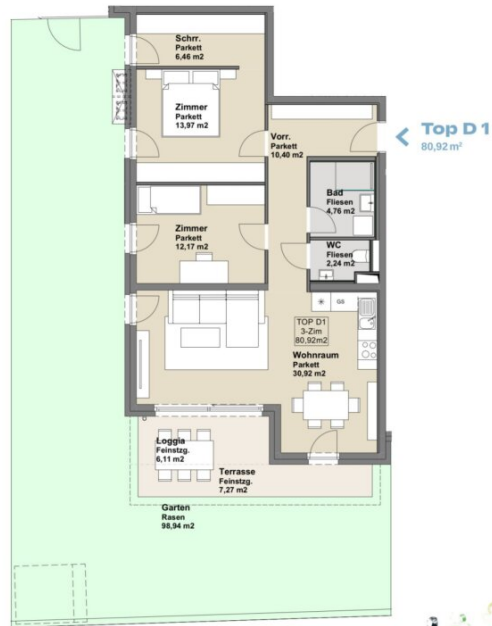 Schrr.
Parkett
6,46 m2
Zimmer
Parkett
13,97 m2
Vorr.
Parkett
10,40 m2
Top D 1
80,92 m²
Bad
Fliesen
4,76 m2
Zimmer
Parkett
12,17 m2
WC
Fliesen
2,24 m2
GS
TOP D1
3-Zim
80,92m2
Wohnraum
Parkett
30,92 m2
Loggia
Feinstzg.
6,11 m2
Terrasse
Feinstzg.
7,27 m2
Garten
Rasen
98,94 m2